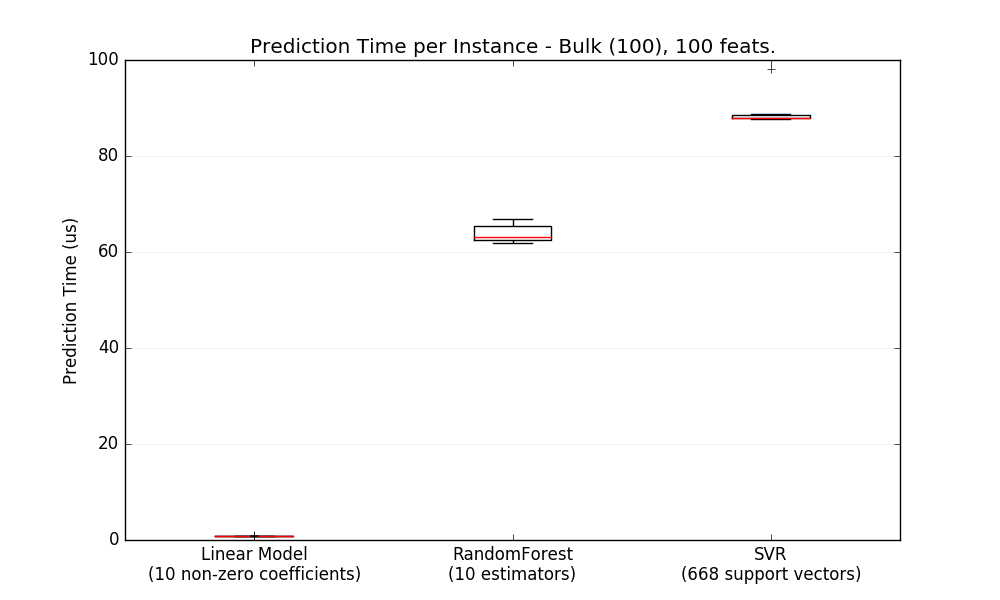 Prediction Time per Instance - Bulk (100), 100 feats.
100
80
60
40
20
0
Prediction Time (us)
Linear Model
(10 non-zero coefficients)
RandomForest
(10 estimators)
SVR
(668 support vectors)